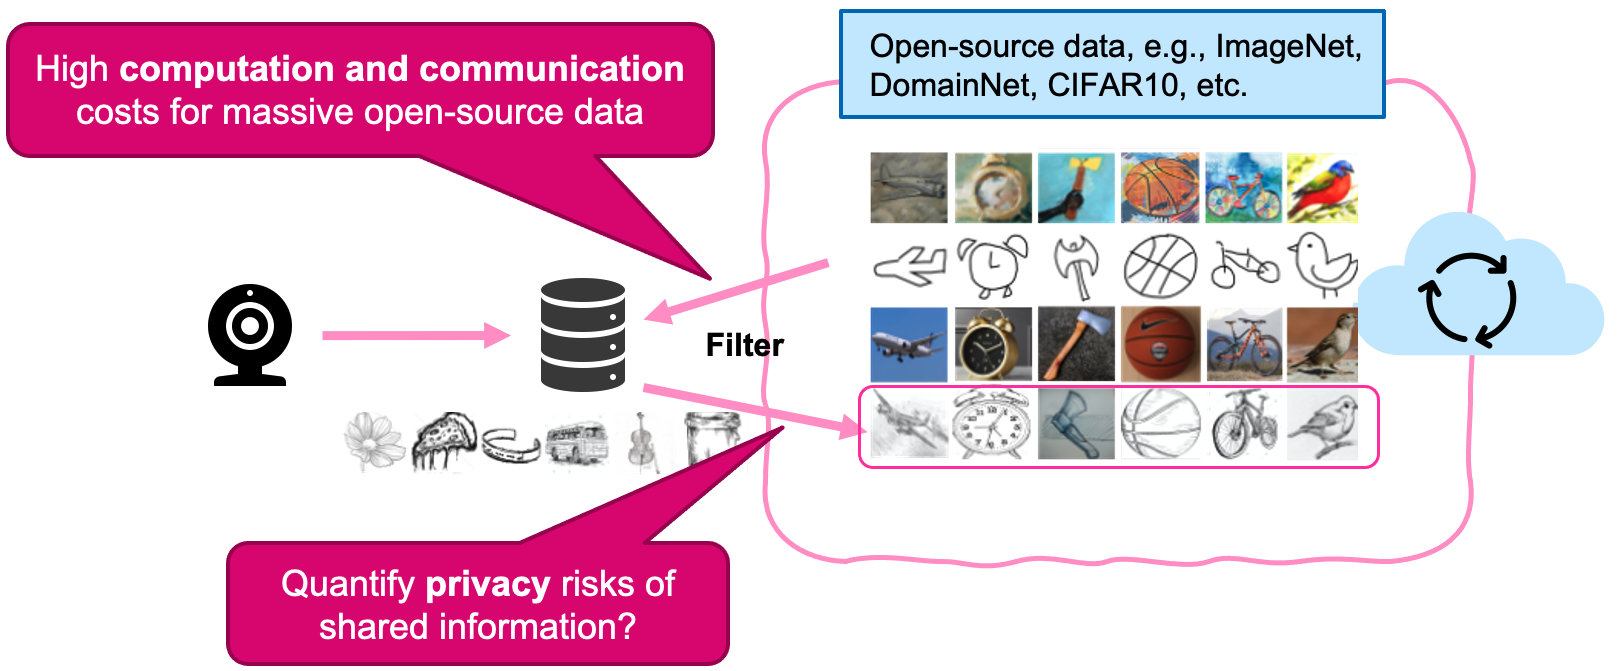 High computation and communication
costs for massive open-source data
Open-source data, e.g., ImageNet,
DomainNet, CIFAR10, etc.
Filter
Quantify privacy risks of
shared information?